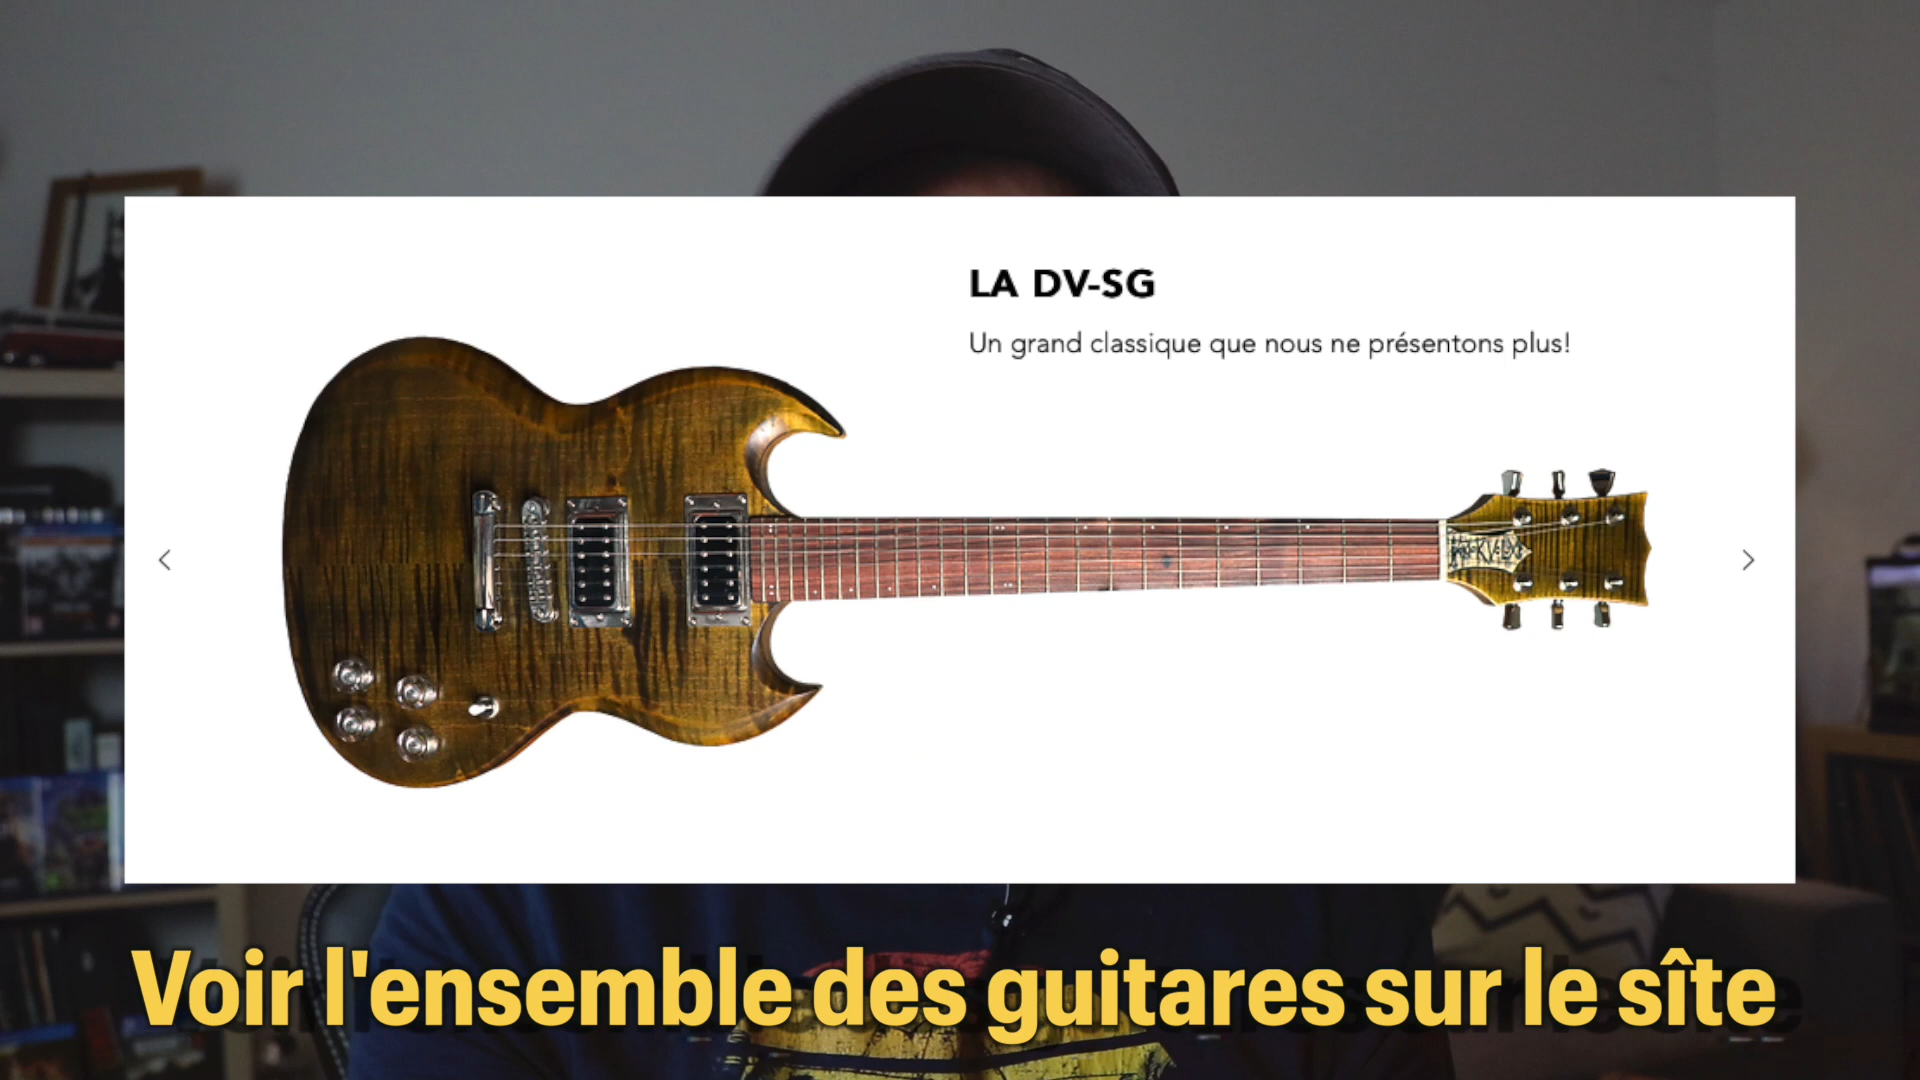 LA DV-SG
Un grand classique que nous ne présentons plus!
Voir l'ensemble des guitares sur le sîte